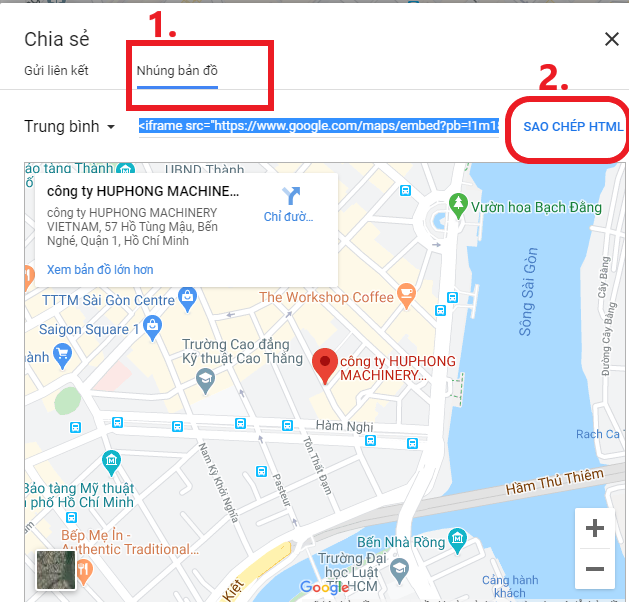 1.
Chia sẻ
Gửi liên kết
Nhúng bản đồ
2.
Trung bình
<iframe src="https://www.google.com/maps/embed?pb=!1m1
SAO CHÉP HTML
bảo tàng Thành
UBND Thành
công ty HUPHONG MACHINE...
công ty HUPHONG MACHINERY
VIETNAM, 57 Hồ Tùng Mậu, Bến
Nghé, Quận 1, Hồ Chí Minh
Chỉ đườ...
Xem bản đồ lớn hơn
Vườn hoa Bạch Đằng
Sông Sài Gòn
Cây Bàng
Đường Cây Bàng
TTTM Sài Gòn Centre
The Workshop Coffee
Saigon Square 1
Trường Cao đẳng
Kỹ thuật Cao Thắng
công ty HUPHONG
MACHINERY...
Hàm Nghi
Rach Ca T
Nam Kỳ Khởi Nghĩa
Pasteur
Tôn Thất Đạm
Bảo tàng Mỹ thuật
phố Hồ Chí Minh
Hầm Thủ Thiêm
Bếp Mẹ Ỉn -
Authentic Traditional...
Bến Nhà Rồng
Trường Đại
học Luật
TP.HCM
Kiệt
Google
Cảng hành
khách